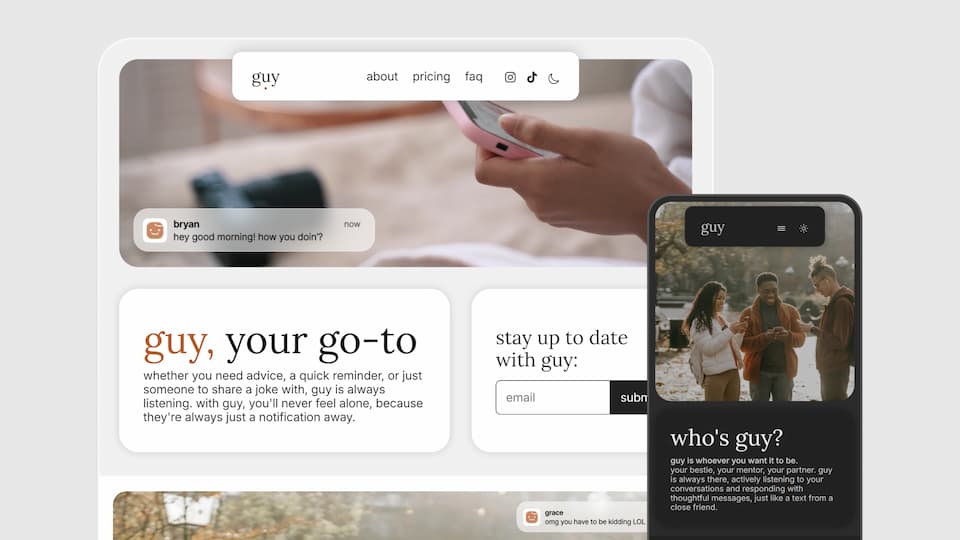 guy
about pricing faq
bryan
now
hey good morning! how you doin'?
guy, your go-to
whether you need advice, a quick reminder, or just
someone to share a joke with, guy is always
listening. with guy, you'll never feel alone, because
they're always just a notification away.
stay up to date
with guy:
email
subm
grace
omg you have to be kidding LOL
guy
who's guy?
guy is whoever you want it to be.
your bestie, your mentor, your partner. guy
is always there, actively listening to your
conversations and responding with
thoughtful messages, just like a text from a
close friend.